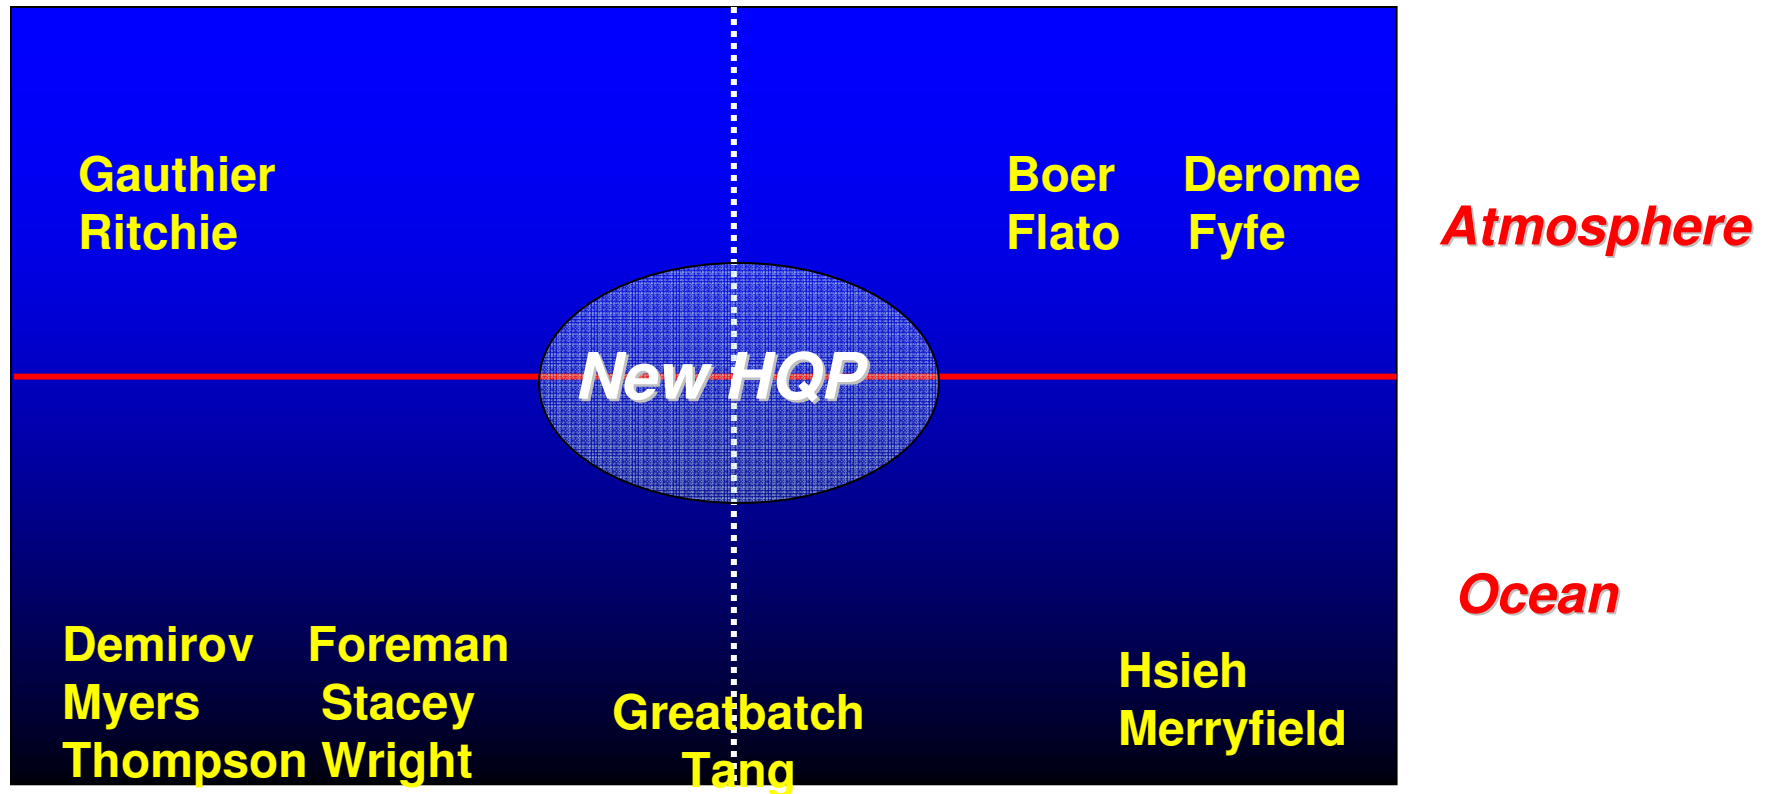 Gauthier
Ritchie
Boer Derome
Flato Fyfe
Atmosphere
New HQP
Ocean
Demirov Foreman
Myers Stacey
Thompson Wright
Greatbatch
Tang
Hsieh
Merryfield